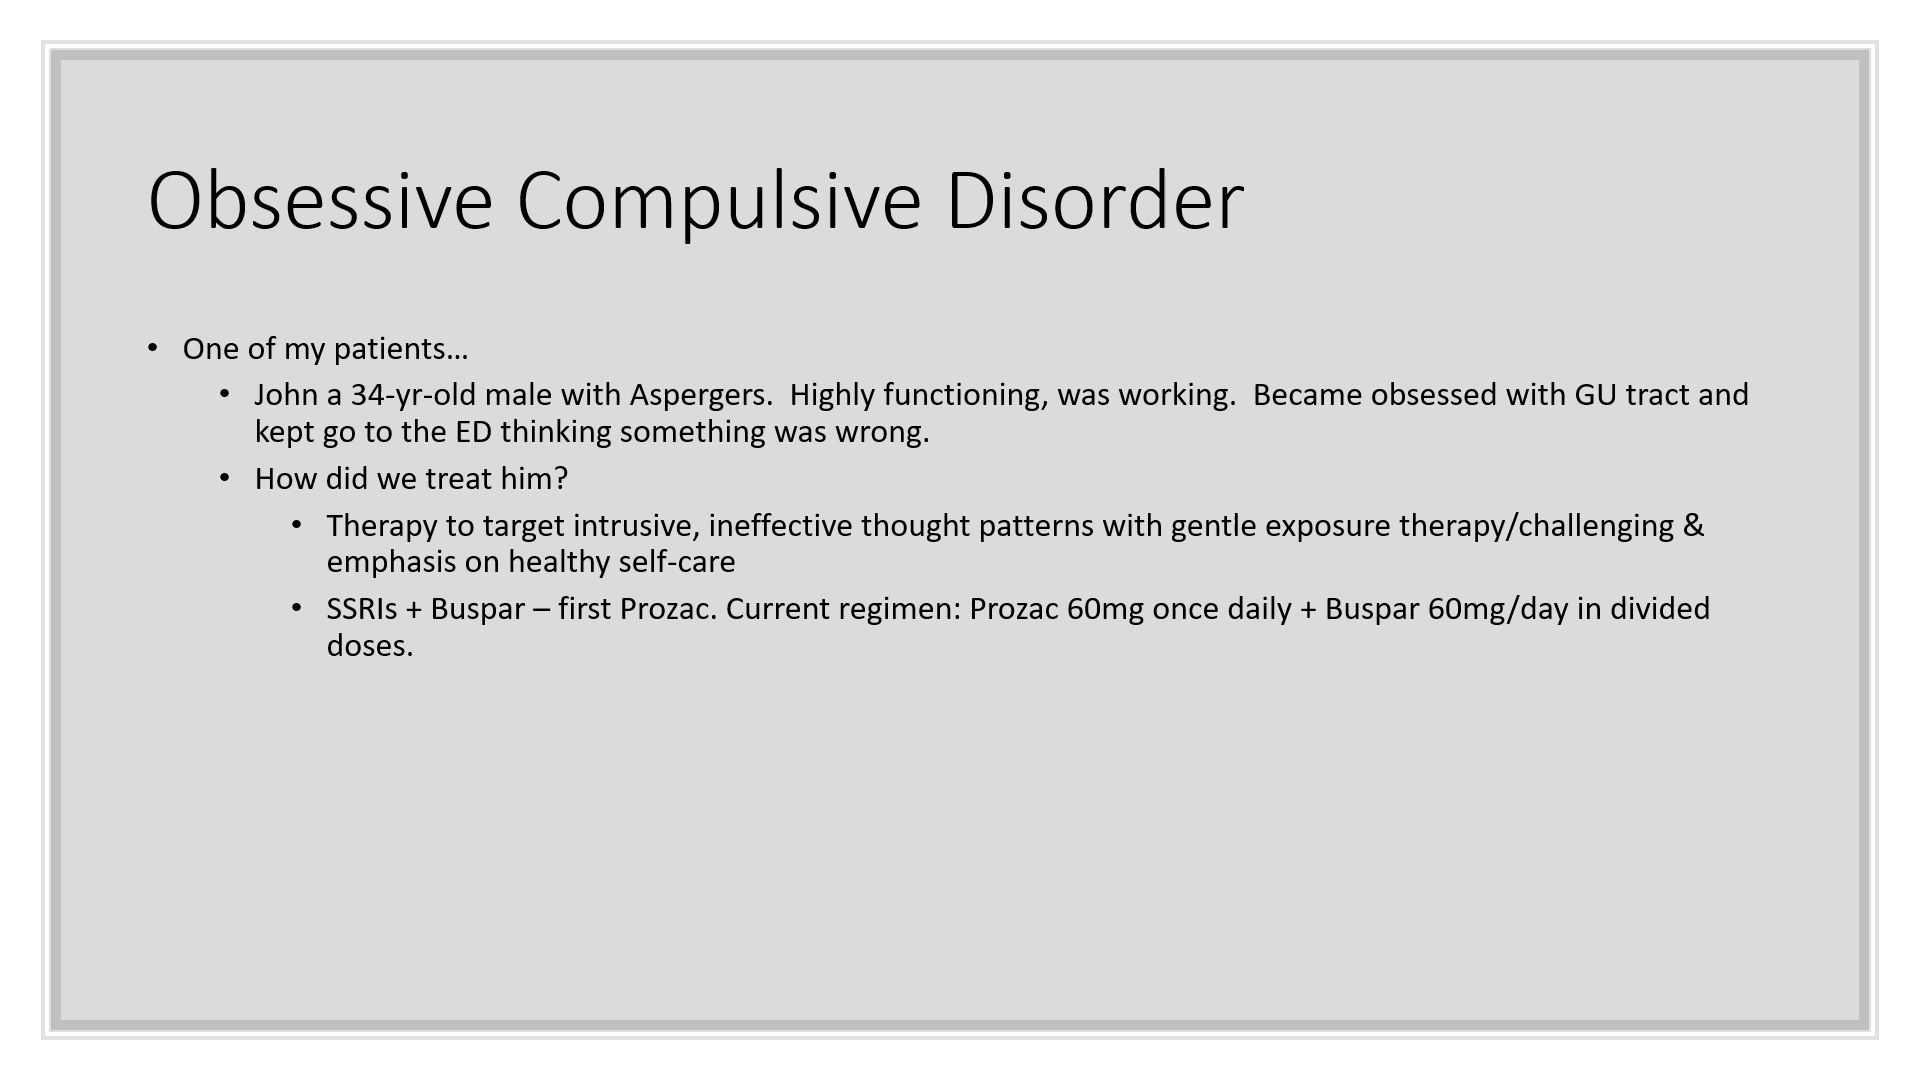 Obsessive Compulsive Disorder
• One of my patients…
• John a 34-yr-old male with Aspergers.  Highly functioning, was working.  Became obsessed with GU tract and
kept go to the ED thinking something was wrong.
• How did we treat him?
• Therapy to target intrusive, ineffective thought patterns with gentle exposure therapy/challenging &
emphasis on healthy self-care
• SSRIs + Buspar – first Prozac. Current regimen: Prozac 60mg once daily + Buspar 60mg/day in divided
doses.